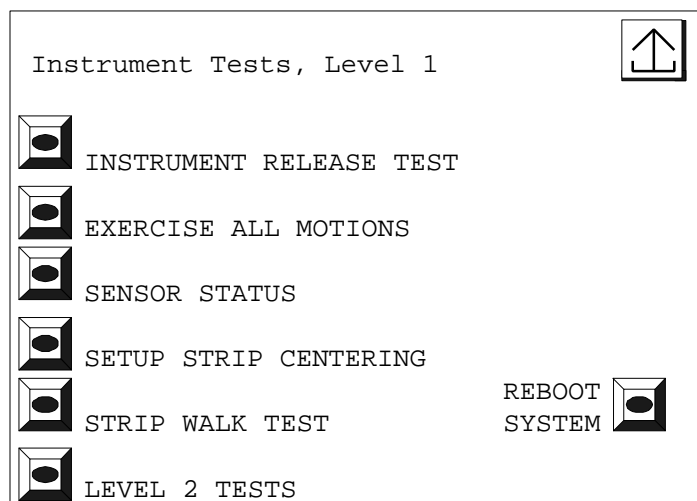 Instrument Tests, Level 1
INSTRUMENT RELEASE TEST
EXERCISE ALL MOTIONS
SENSOR STATUS
SETUP STRIP CENTERING
STRIP WALK TEST
REBOOT
SYSTEM
LEVEL 2 TESTS